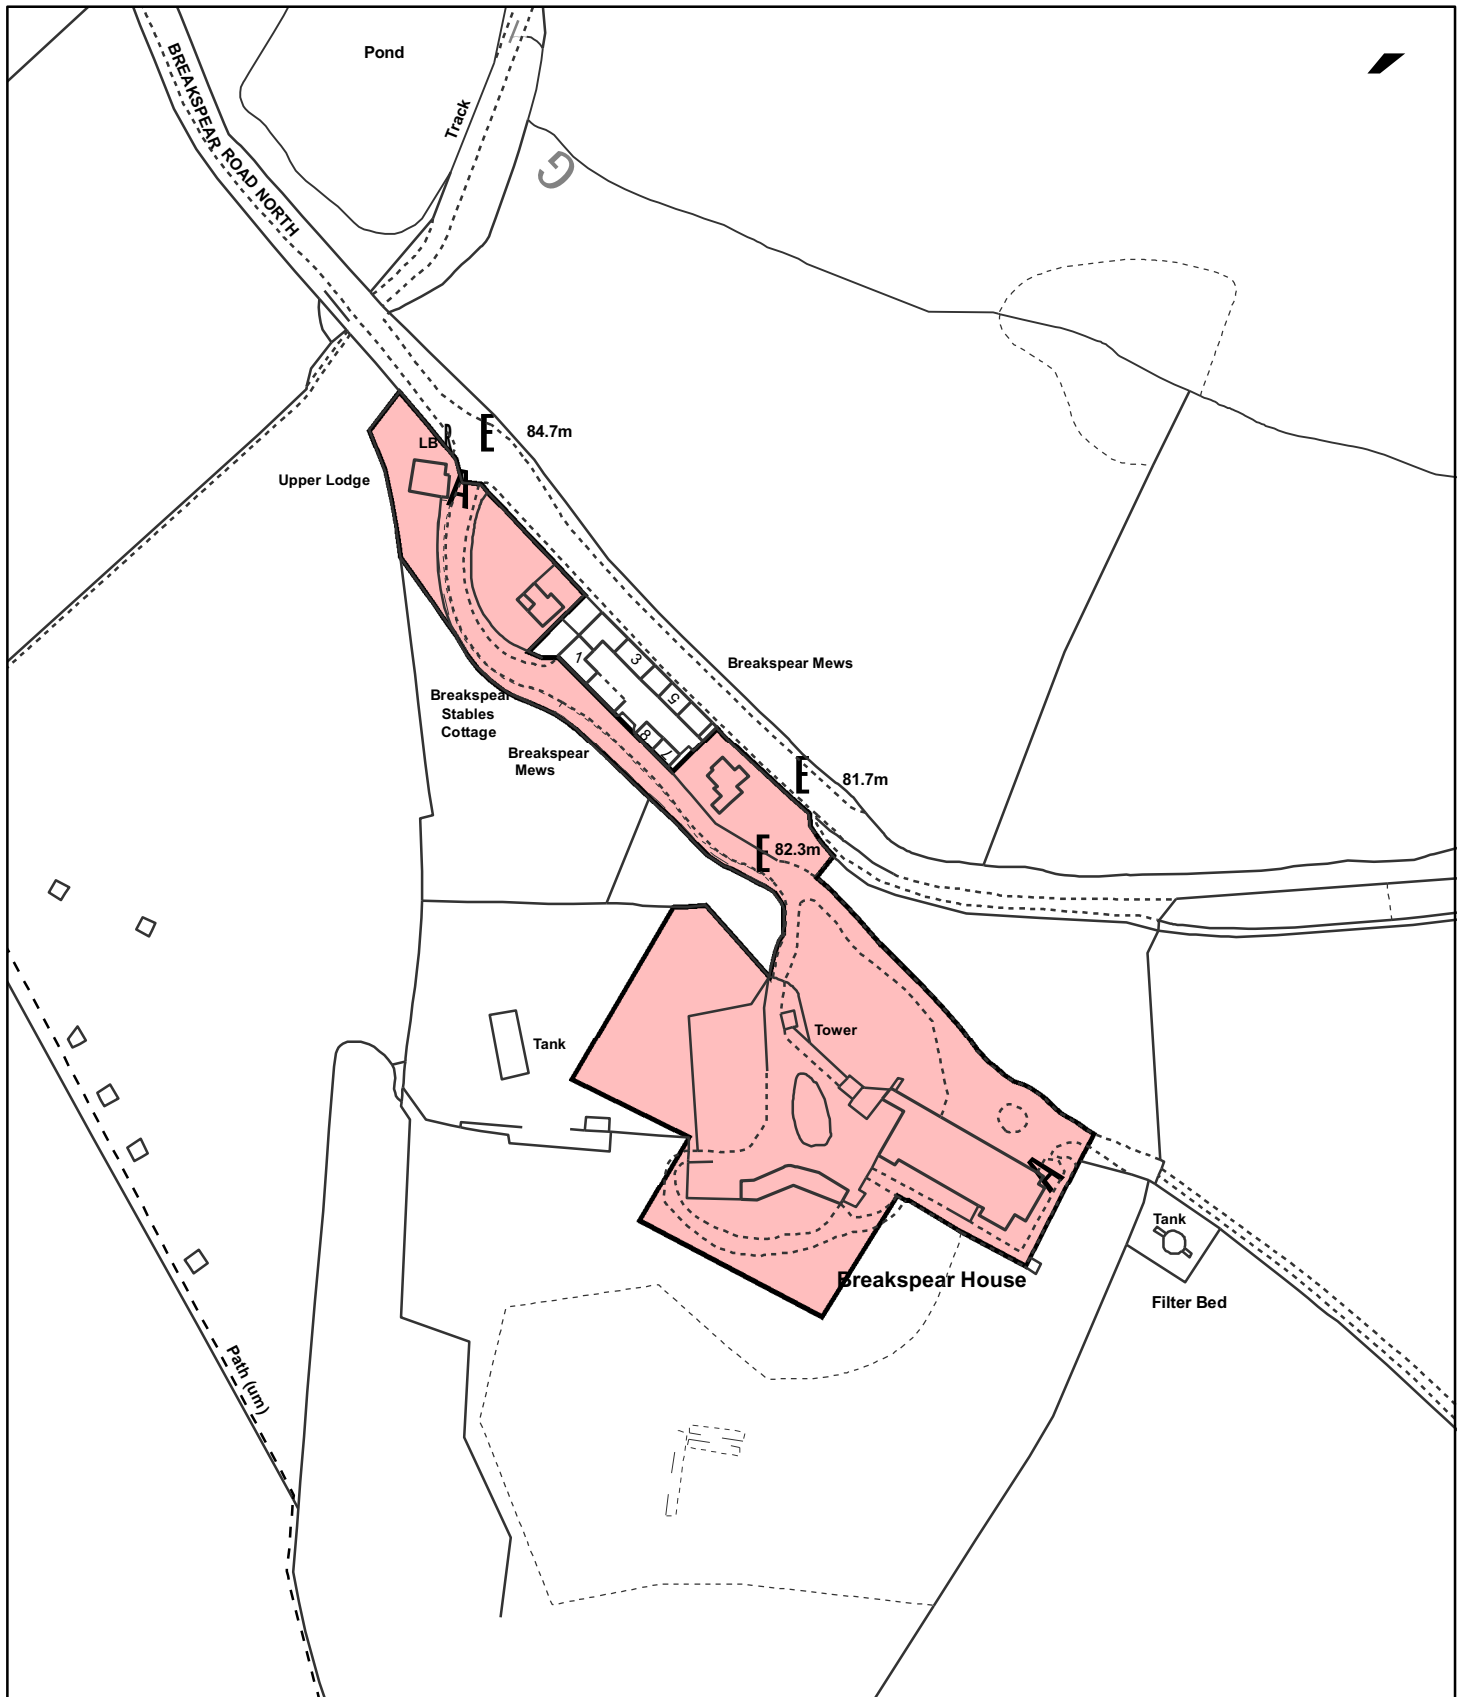 Pond
BREAKSPEAR ROAD NORTH
Track
G
LB
E
84.7m
Upper Lodge
A
Breakspear Mews
1
3
5
8
7
Breakspear
Stables
Cottage
Breakspear
Mews
E
81.7m
E
82.3m
Tower
Tank
A
Tank
Breakspear House
Filter Bed
Path (um)